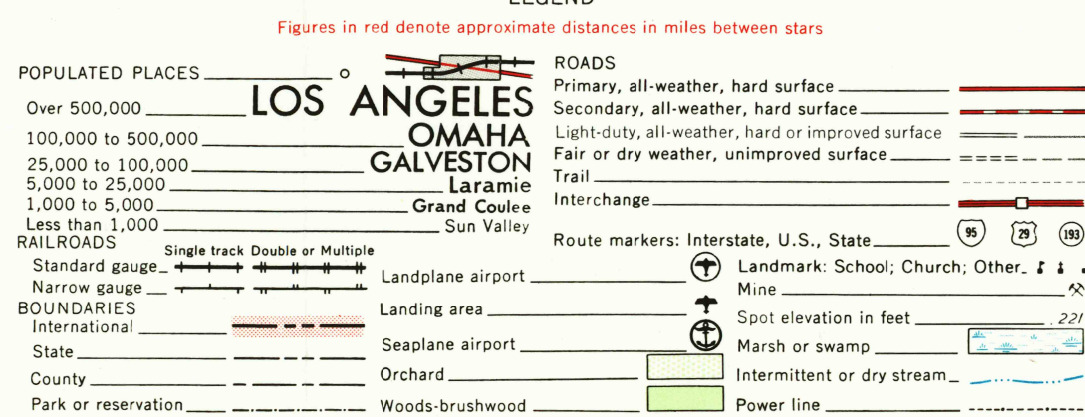 LEGEND
Figures in red denote approximate distances in miles between stars
POPULATED PLACES
Over 500,000 LOS ANGELES
100,000 to 500,000 OMAHA
25,000 to 100,000 GALVESTON
5,000 to 25,000 Laramie
1,000 to 5,000 Grand Coulee
Less than 1,000 Sun Valley
RAILROADS
Single track Double or Multiple
Standard gauge
Narrow gauge
BOUNDARIES
International
State
County
Park or reservation
Landplane airport
Landing area
Seaplane airport
Orchard
Woods-brushwood
ROADS
Primary, all-weather, hard surface
Secondary, all-weather, hard surface
Light-duty, all-weather, hard or improved surface
Fair or dry weather, unimproved surface
Trail
Interchange
Route markers: Interstate, U.S., State 95 29 193
Landmark: School; Church; Other
Mine
Spot elevation in feet .221
Marsh or swamp
Intermittent or dry stream
Power line